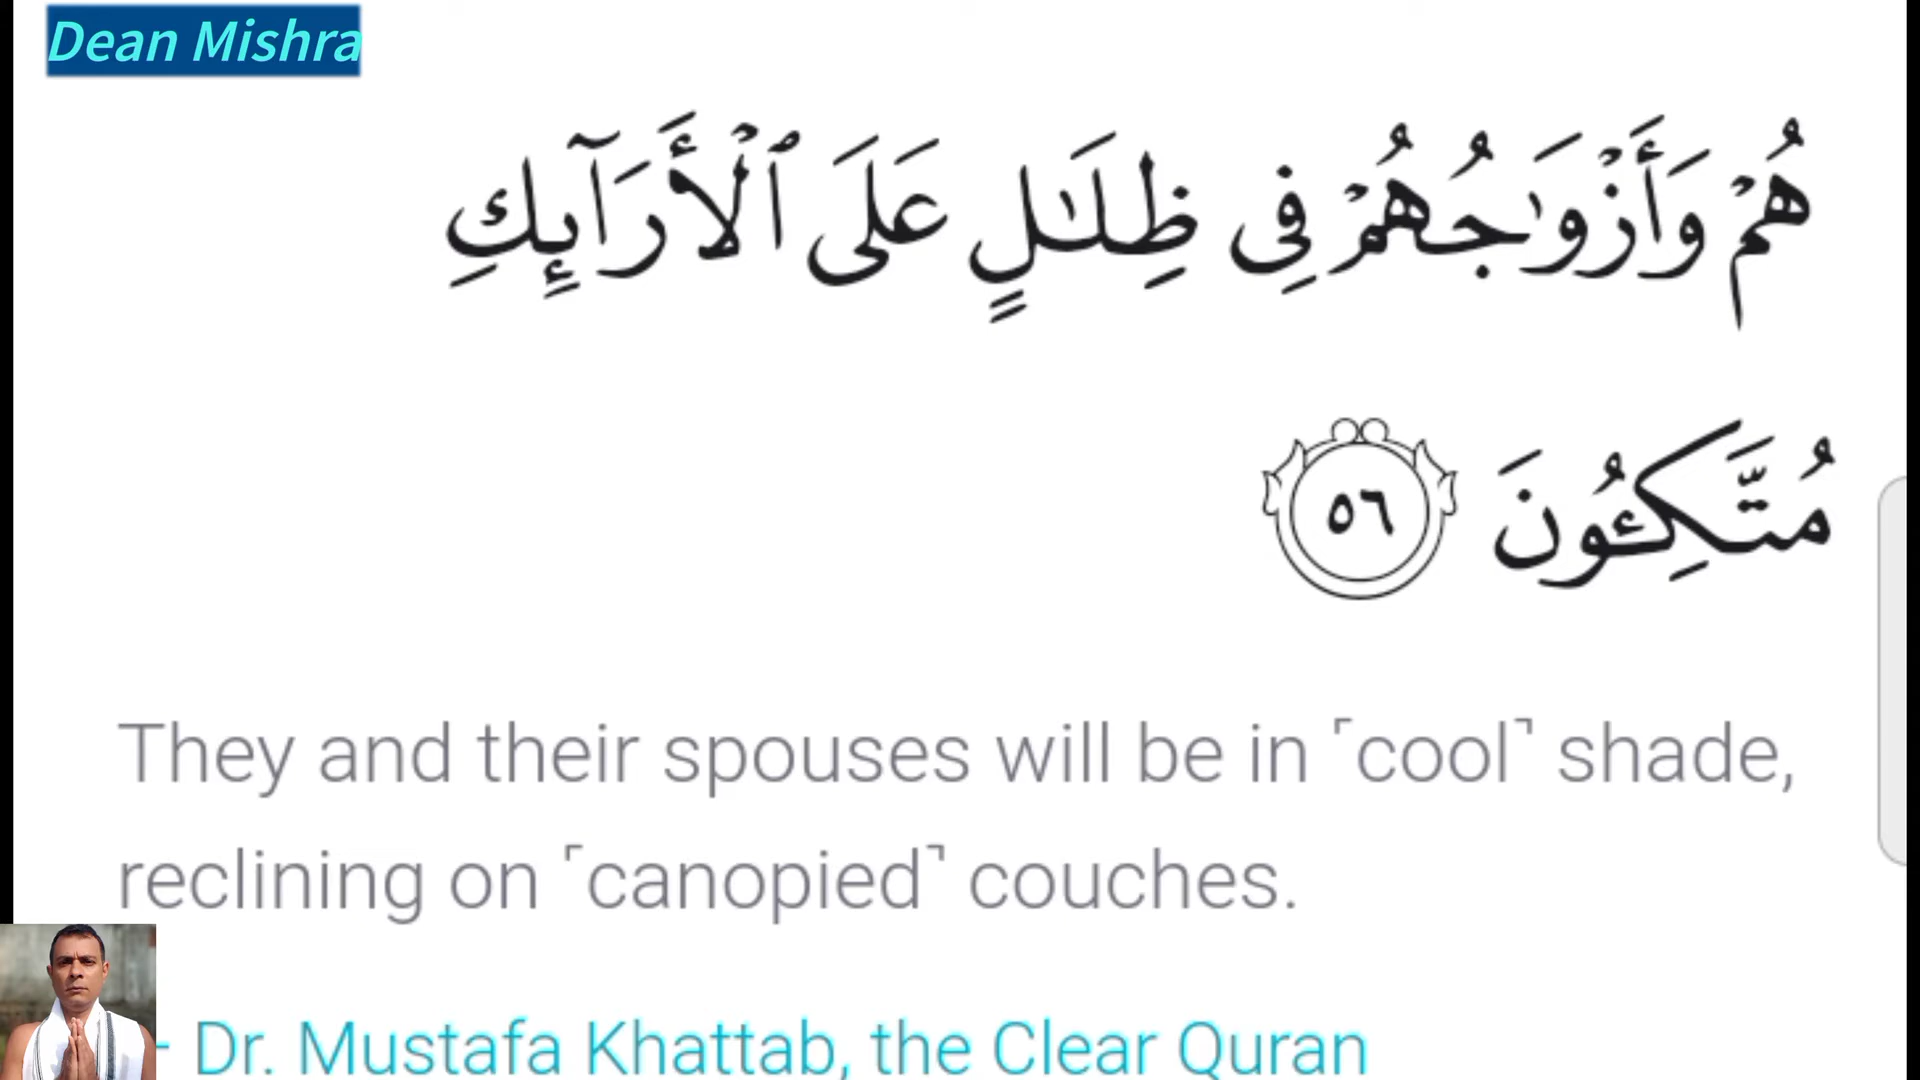 Dean Mishra
هُمۡ وَأَزۡوَٰجُهُمۡ فِي ظِلَٰلٍ عَلَى ٱلۡأَرَآئِكِ
مُتَّكِـُٔونَ ٥٦
They and their spouses will be in ˹cool˺ shade,
reclining on ˹canopied˺ couches.
- Dr. Mustafa Khattab, the Clear Quran